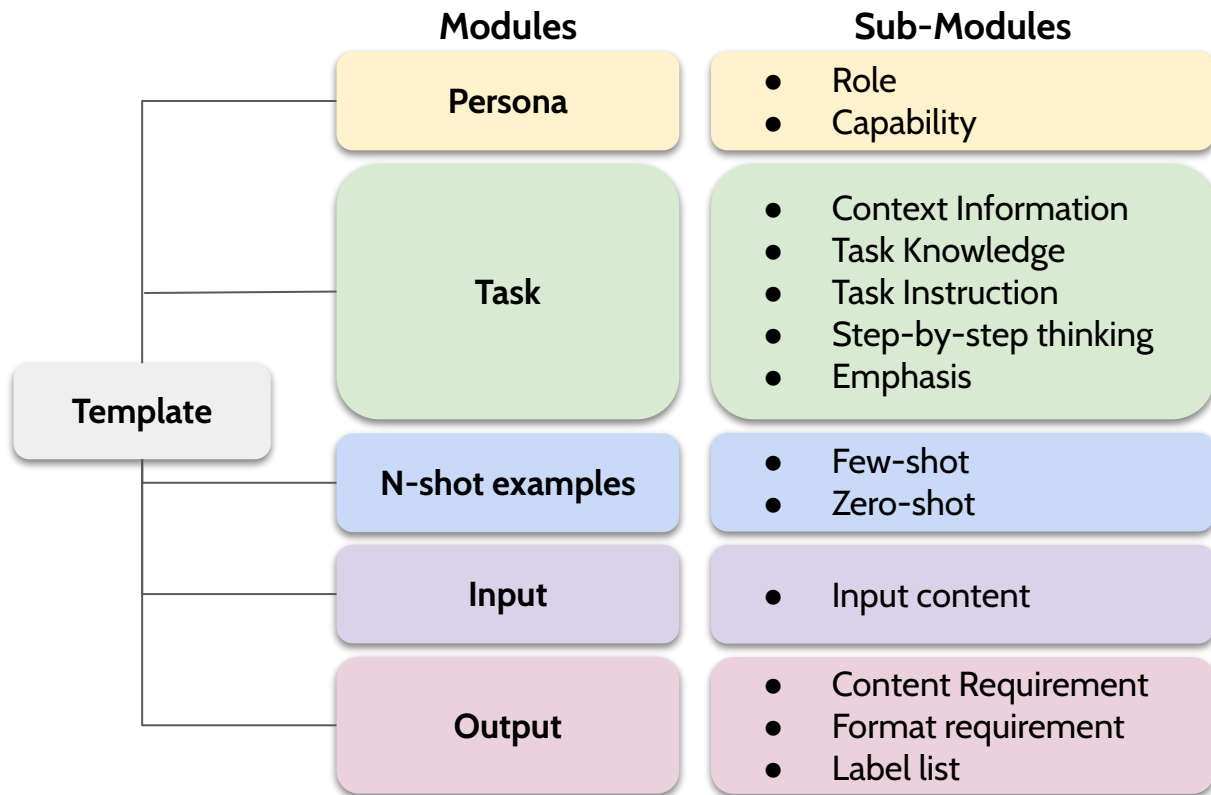 Modules
Sub-Modules
Template
Persona
● Role
● Capability
Task
● Context Information
● Task Knowledge
● Task Instruction
● Step-by-step thinking
● Emphasis
N-shot examples
● Few-shot
● Zero-shot
Input
● Input content
Output
● Content Requirement
● Format requirement
● Label list